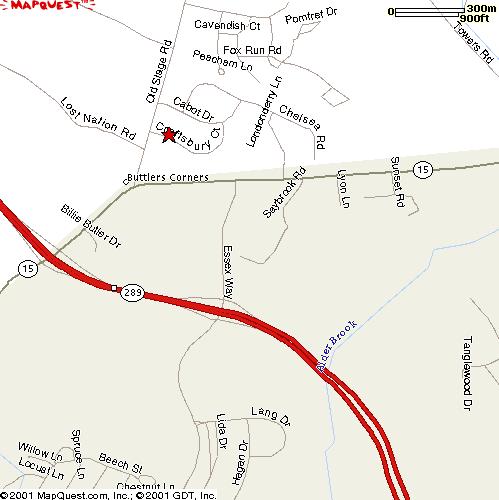 MAPQUEST
Cavendish Ct
Pomfret Dr
0 300m
900ft
Towers Rd
Fox Run Rd
Peacham Ln
Old Stage Rd
Londonderry Ln
Cabot Dr
Chelsea Rd
Lost Nation Rd
Craftsbury Ct
Buttlers Corners
15
Saybrook Rd
Lyon Ln
Sunset Rd
Billie Butler Dr
Essex Way
15
289
Alder Brook
Tanglewood Dr
Lang Dr
Lida Dr
Hagan Dr
Willow Ln
Spruce Ln
Locust Ln
Beech St
Chestnut Ln
©2001 MapQuest.com, Inc.; ©2001 GDT, Inc.